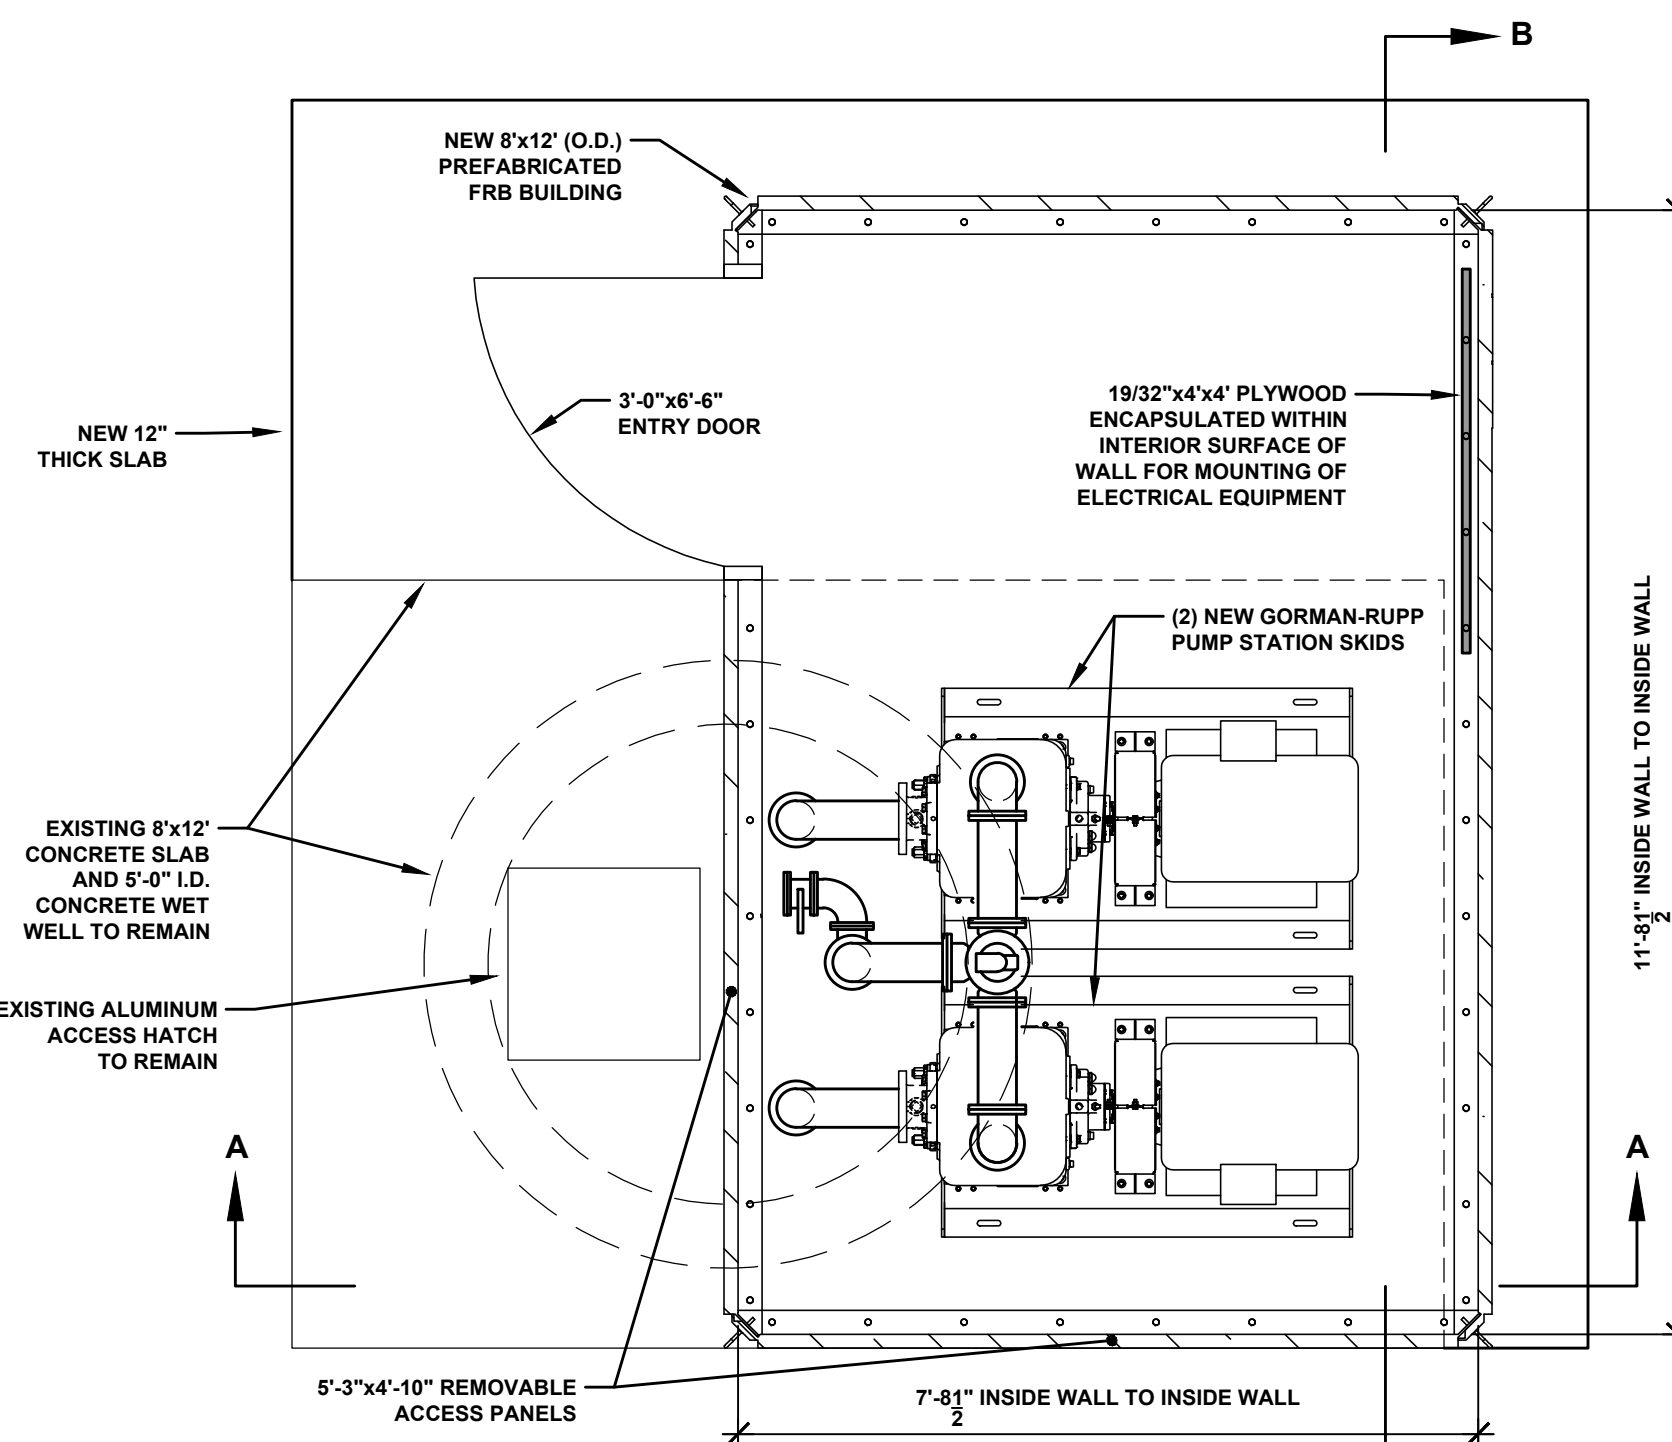 B
NEW 8'x12' (O.D.)
PREFABRICATED
FRB BUILDING
3'-0"x6'-6"
ENTRY DOOR
19/32"x4'x4' PLYWOOD
ENCAPSULATED WITHIN
INTERIOR SURFACE OF
WALL FOR MOUNTING OF
ELECTRICAL EQUIPMENT
NEW 12"
THICK SLAB
(2) NEW GORMAN-RUPP
PUMP STATION SKIDS
11'-8 1/2" INSIDE WALL TO INSIDE WALL
EXISTING 8'x12'
CONCRETE SLAB
AND 5'-0" I.D.
CONCRETE WET
WELL TO REMAIN
EXISTING ALUMINUM
ACCESS HATCH
TO REMAIN
A
A
5'-3"x4'-10" REMOVABLE
ACCESS PANELS
7'-8 1/2" INSIDE WALL TO INSIDE WALL